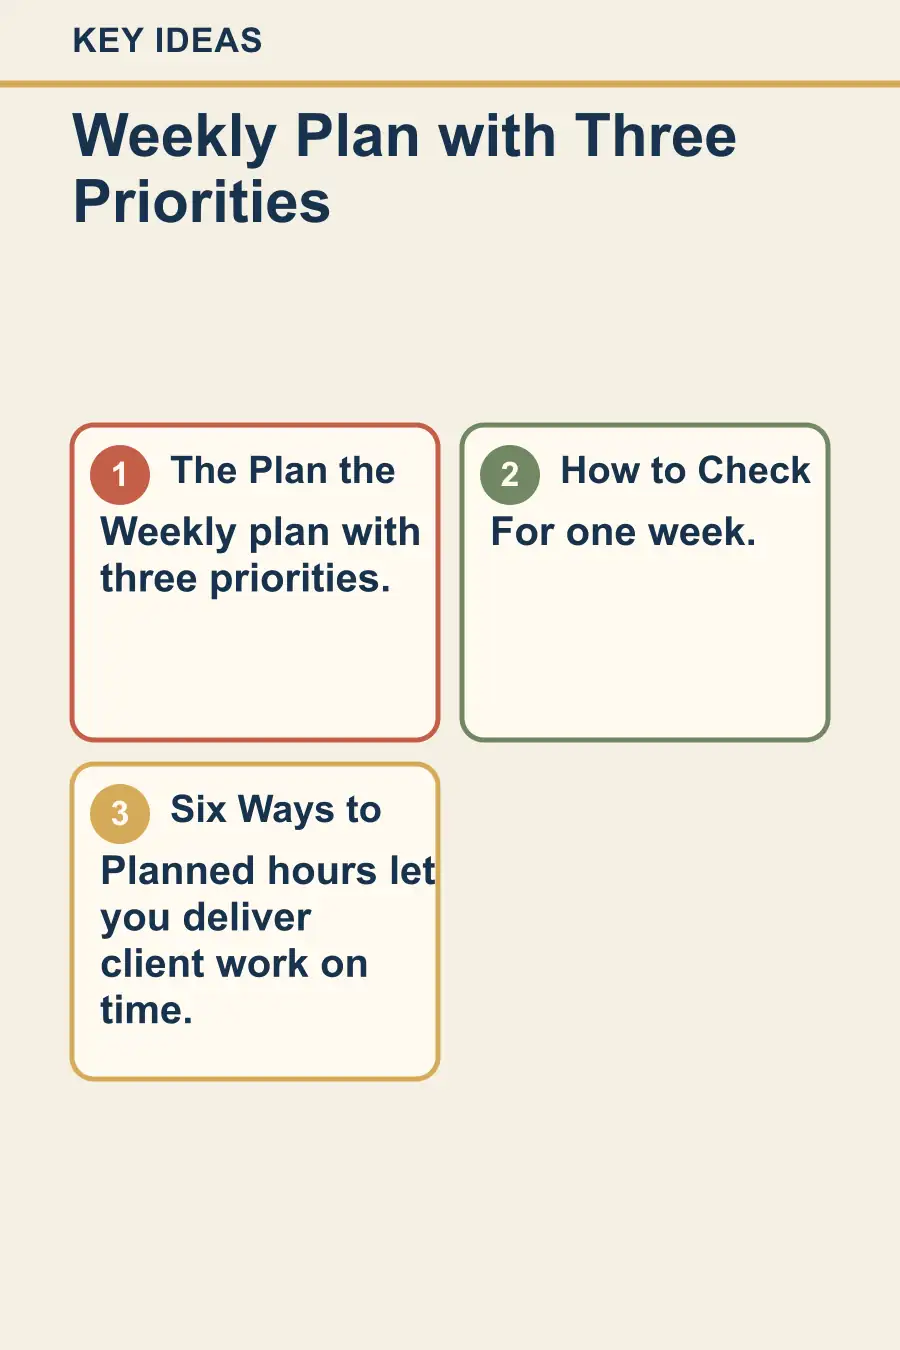 KEY IDEAS
Weekly Plan with Three
Priorities
1
The Plan the
Weekly plan with
three priorities.
2
How to Check
For one week.
3
Six Ways to
Planned hours let
you deliver
client work on
time.